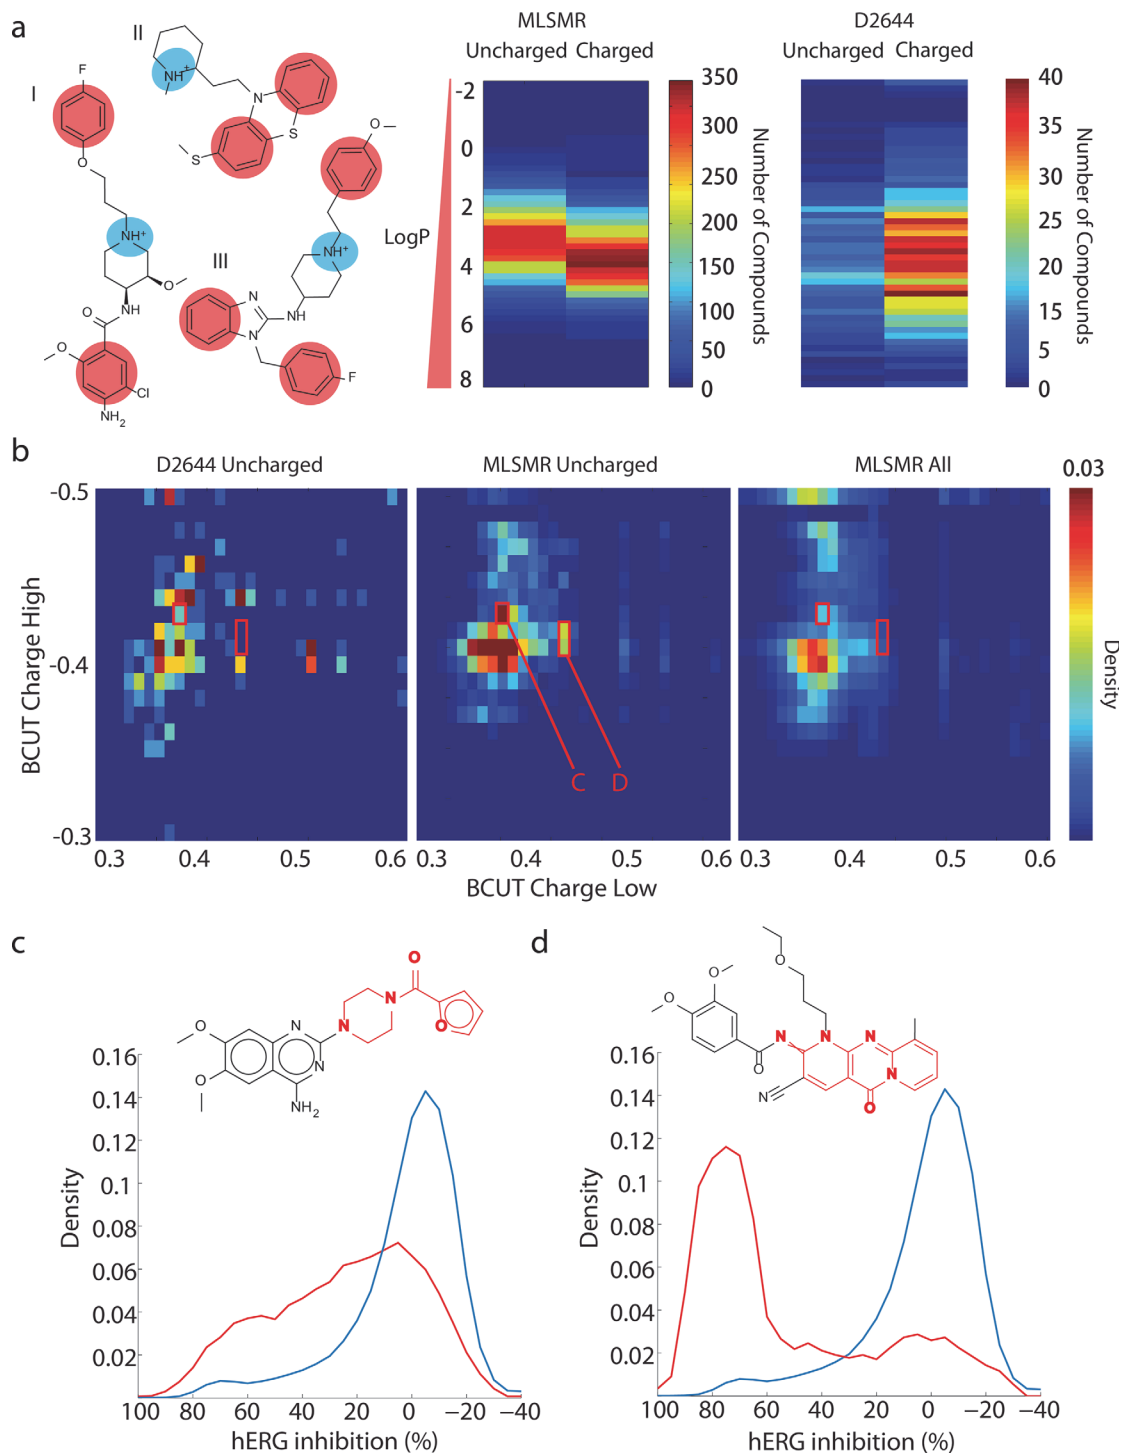 a
I
II
III
F
O
NH⁺
O
NH
O
O
Cl
NH₂
NH⁺
N
S
S
O
NH⁺
N
N
NH
F
MLSMR
Uncharged Charged
D2644
Uncharged Charged
LogP
-2
0
2
4
6
8
350
300
250
200
150
100
50
0
Number of Compounds
40
35
30
25
20
15
10
5
0
Number of Compounds
b
D2644 Uncharged
MLSMR Uncharged
MLSMR All
0.03
-0.5
-0.4
-0.3
BCUT Charge High
Density
C D
0.3 0.4 0.5 0.6
0.3 0.4 0.5 0.6
0.3 0.4 0.5 0.6
BCUT Charge Low
c
O
N
O
N
N
N
O
O
NH₂
0.16
0.14
0.12
0.1
0.08
0.06
0.04
0.02
Density
100 80 60 40 20 0 −20 −40
hERG inhibition (%)
d
O
O
O
N
N
N
N
O
O
N
0.16
0.14
0.12
0.1
0.08
0.06
0.04
0.02
Density
100 80 60 40 20 0 −20 −40
hERG inhibition (%)